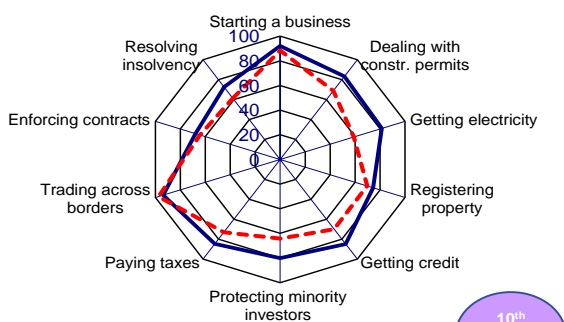 Starting a business
100
80
60
40
20
0
Dealing with
constr. permits
Getting electricity
Registering
property
Getting credit
Protecting minority
investors
Paying taxes
Trading across
borders
Enforcing contracts
Resolving
insolvency
10th